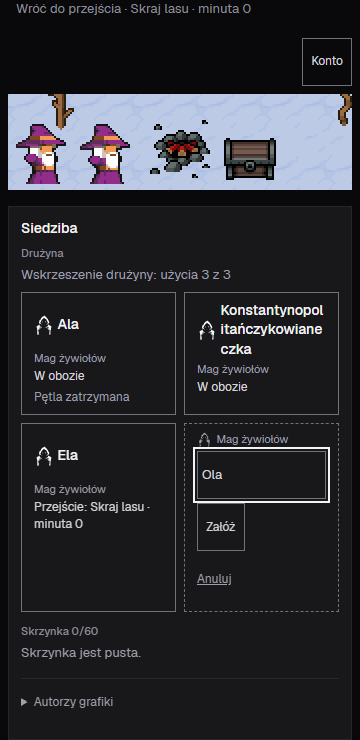 Wróć do przejścia · Skraj lasu · minuta 0
Konto
Siedziba
Drużyna
Wskrzeszenie drużyny: użycia 3 z 3
Ala
Mag żywiołów
W obozie
Pętla zatrzymana
Konstantynopol
itańczykowiane
czka
Mag żywiołów
W obozie
Ela
Mag żywiołów
Przejście: Skraj lasu ·
minuta 0
Mag żywiołów
Ola
Załóż
Anuluj
Skrzynka 0/60
Skrzynka jest pusta.
Autorzy grafiki